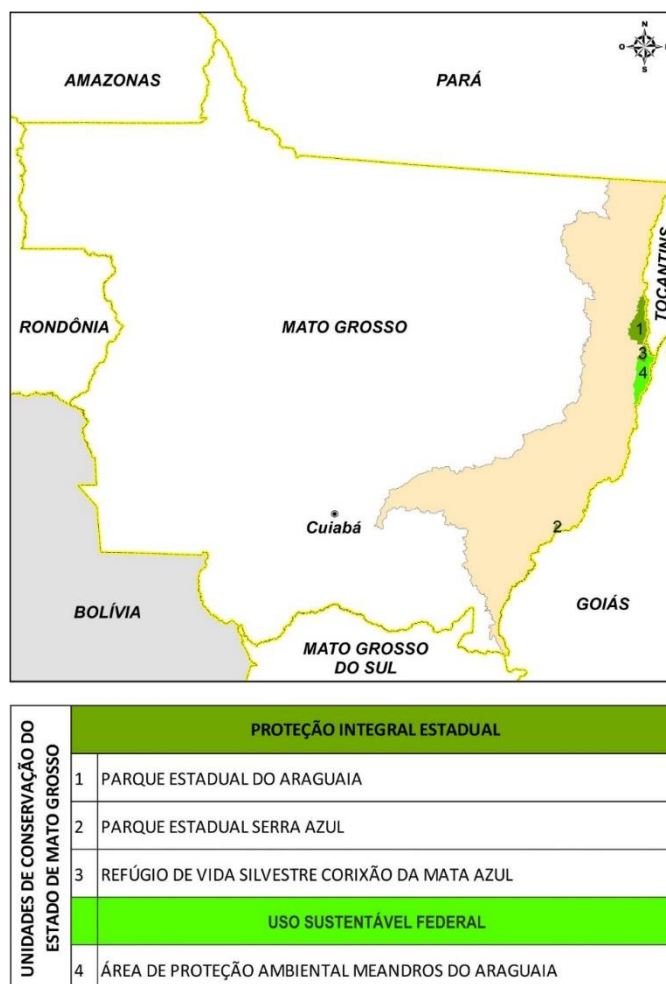 N
O
S
AMAZONAS
PARÁ
TOCANTINS
RONDÔNIA
MATO GROSSO
1
3
4
Cuiabá
2
BOLÍVIA
GOIÁS
MATO GROSSO
DO SUL
UNIDADES DE CONSERVAÇÃO DO
ESTADO DE MATO GROSSO
PROTEÇÃO INTEGRAL ESTADUAL
1 PARQUE ESTADUAL DO ARAGUAIA
2 PARQUE ESTADUAL SERRA AZUL
3 REFÚGIO DE VIDA SILVESTRE CORIXÃO DA MATA AZUL
USO SUSTENTÁVEL FEDERAL
4 ÁREA DE PROTEÇÃO AMBIENTAL MEANDROS DO ARAGUAIA